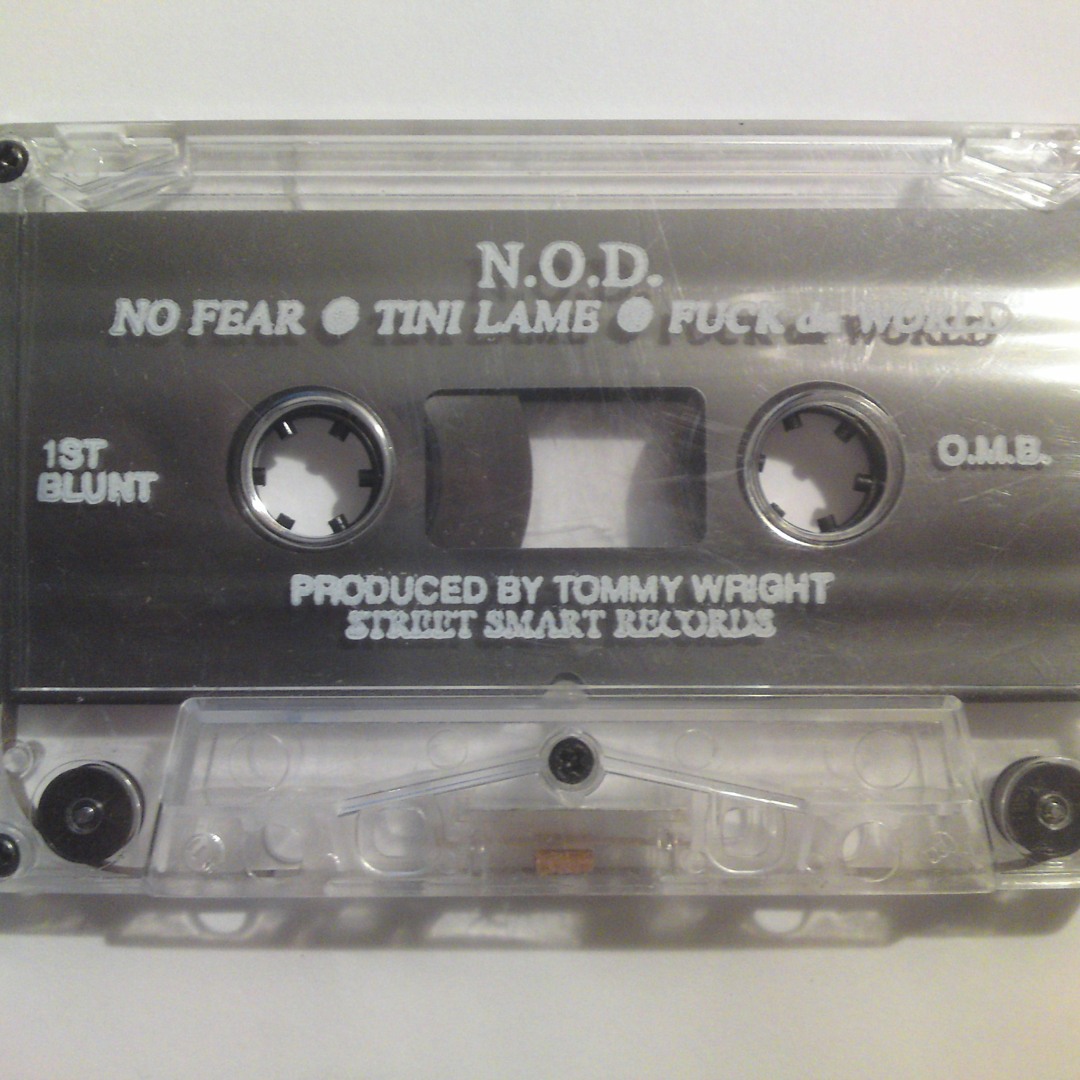 N.O.D.
NO FEAR ● TINI LAME ● FUCK da WORLD
1ST
BLUNT
O.M.B.
PRODUCED BY TOMMY WRIGHT
STREET SMART RECORDS